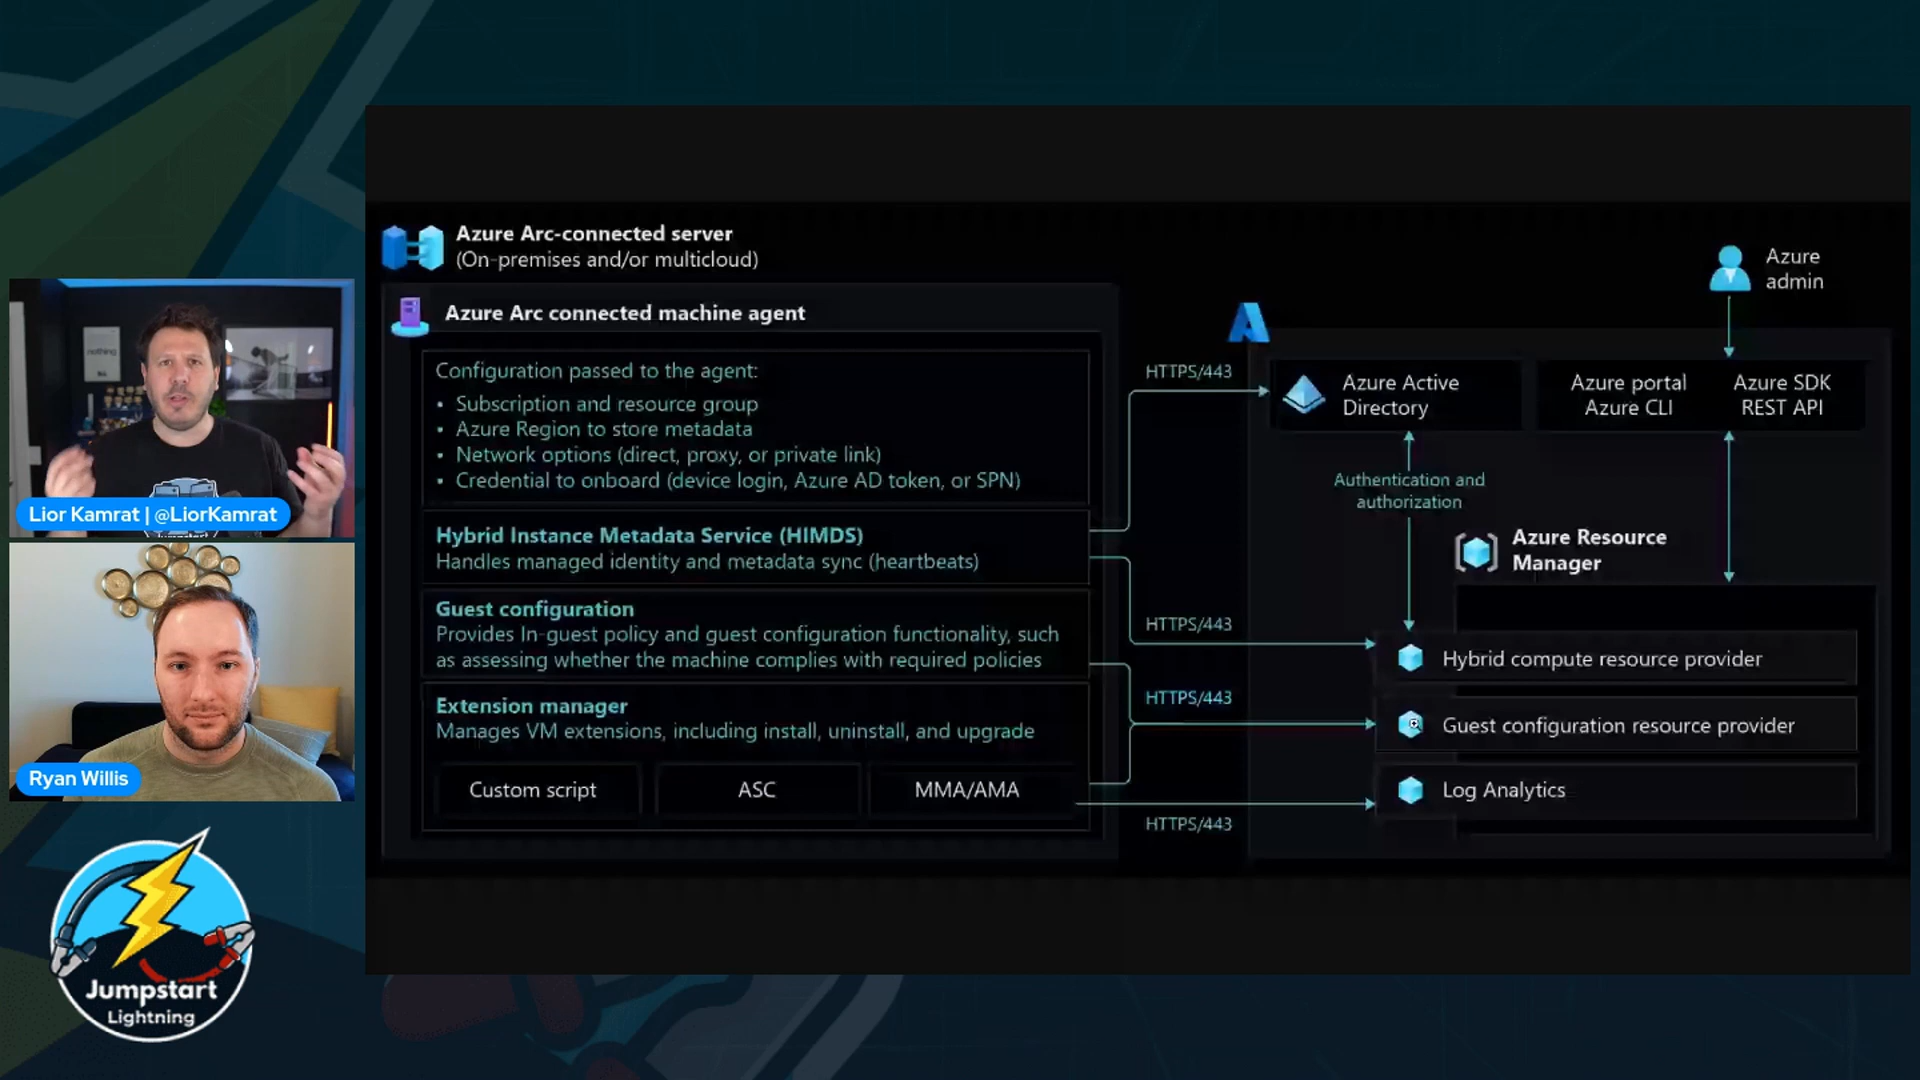 Azure Arc-connected server
(On-premises and/or multicloud)
Azure Arc connected machine agent
Configuration passed to the agent:
• Subscription and resource group
• Azure Region to store metadata
• Network options (direct, proxy, or private link)
• Credential to onboard (device login, Azure AD token, or SPN)
Hybrid Instance Metadata Service (HIMDS)
Handles managed identity and metadata sync (heartbeats)
Guest configuration
Provides In-guest policy and guest configuration functionality, such
as assessing whether the machine complies with required policies
Extension manager
Manages VM extensions, including install, uninstall, and upgrade
Custom script
ASC
MMA/AMA
HTTPS/443
HTTPS/443
HTTPS/443
HTTPS/443
Azure
admin
Azure Active
Directory
Azure portal
Azure CLI
Azure SDK
REST API
Authentication and
authorization
Azure Resource
Manager
Hybrid compute resource provider
Guest configuration resource provider
Log Analytics
nothing
Lior Kamrat | @LiorKamrat
Ryan Willis
Jumpstart
Lightning